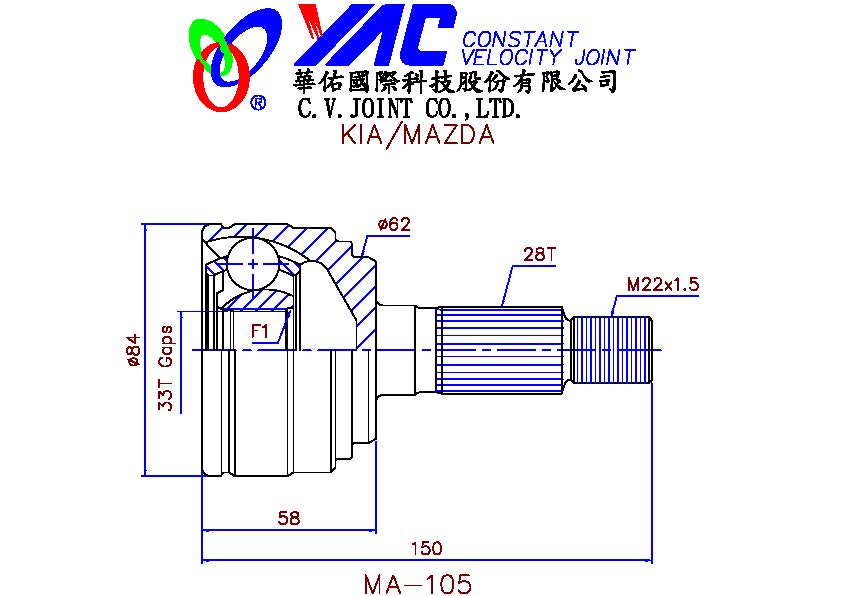 YAC CONSTANT
VELOCITY JOINT
®
華佑國際科技股份有限公司
C.V.JOINT CO.,LTD.
KIA/MAZDA
ø62
28T
M22x1.5
F1
ø84
33T Gaps
58
150
MA-105